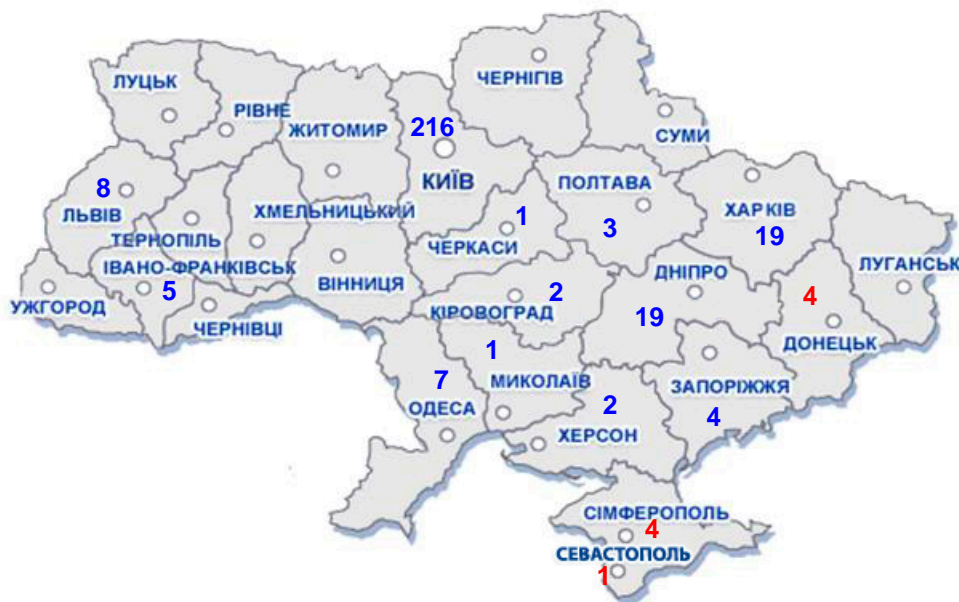 ЧЕРНІГІВ
ЛУЦЬК
РІВНЕ
ЖИТОМИР
216
СУМИ
КИЇВ
ПОЛТАВА
8
ЛЬВІВ
ХМЕЛЬНИЦЬКИЙ
1
ХАРКІВ
ТЕРНОПІЛЬ
ЧЕРКАСИ
3
19
ІВАНО-ФРАНКІВСЬК
ЛУГАНСЬК
ДНІПРО
5
ВІННИЦЯ
2
4
УЖГОРОД
КІРОВОГРАД
19
ЧЕРНІВЦІ
ДОНЕЦЬК
1
7
МИКОЛАЇВ
ЗАПОРІЖЖЯ
ОДЕСА
2
4
ХЕРСОН
СІМФЕРОПОЛЬ
4
СЕВАСТОПОЛЬ
1